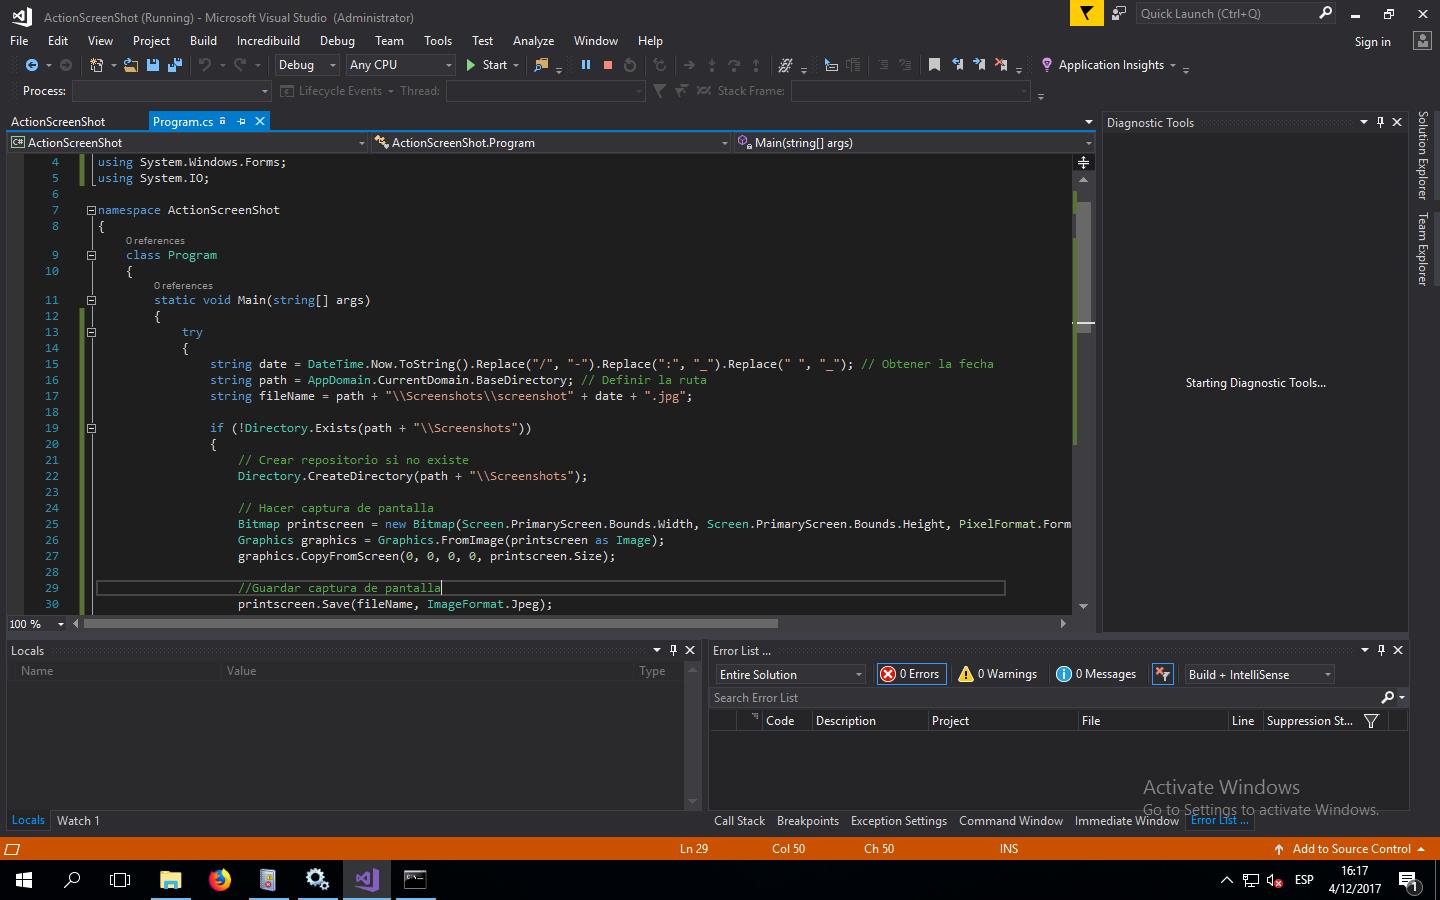 ActionScreenShot (Running) - Microsoft Visual Studio (Administrator)
Quick Launch (Ctrl+Q)
File Edit View Project Build Incredibuild Debug Team Tools Test Analyze Window Help
Sign in
Debug Any CPU Start Application Insights
Process: Lifecycle Events Thread: Stack Frame:
ActionScreenShot Program.cs
ActionScreenShot ActionScreenShot.Program Main(string[] args)
4 using System.Windows.Forms;
5 using System.IO;
6
7 namespace ActionScreenShot
8 {
0 references
9 class Program
10 {
0 references
11 static void Main(string[] args)
12 {
13 try
14 {
15 string date = DateTime.Now.ToString().Replace("/", "-").Replace(":", "_").Replace(" ", "_"); // Obtener la fecha
16 string path = AppDomain.CurrentDomain.BaseDirectory; // Definir la ruta
17 string fileName = path + "\\Screenshots\\screenshot" + date + ".jpg";
18
19 if (!Directory.Exists(path + "\\Screenshots"))
20 {
21 // Crear repositorio si no existe
22 Directory.CreateDirectory(path + "\\Screenshots");
23
24 // Hacer captura de pantalla
25 Bitmap printscreen = new Bitmap(Screen.PrimaryScreen.Bounds.Width, Screen.PrimaryScreen.Bounds.Height, PixelFormat.Form
26 Graphics graphics = Graphics.FromImage(printscreen as Image);
27 graphics.CopyFromScreen(0, 0, 0, 0, printscreen.Size);
28
29 //Guardar captura de pantalla
30 printscreen.Save(fileName, ImageFormat.Jpeg);
100 %
Diagnostic Tools
Starting Diagnostic Tools...
Solution Explorer
Team Explorer
Locals
Name Value Type
Locals Watch 1
Error List ...
Entire Solution 0 Errors 0 Warnings 0 Messages Build + IntelliSense
Search Error List
Code Description Project File Line Suppression St...
Activate Windows
Go to Settings to activate Windows.
Call Stack Breakpoints Exception Settings Command Window Immediate Window Error List ...
Ln 29 Col 50 Ch 50 INS Add to Source Control
ESP
16:17
4/12/2017
1